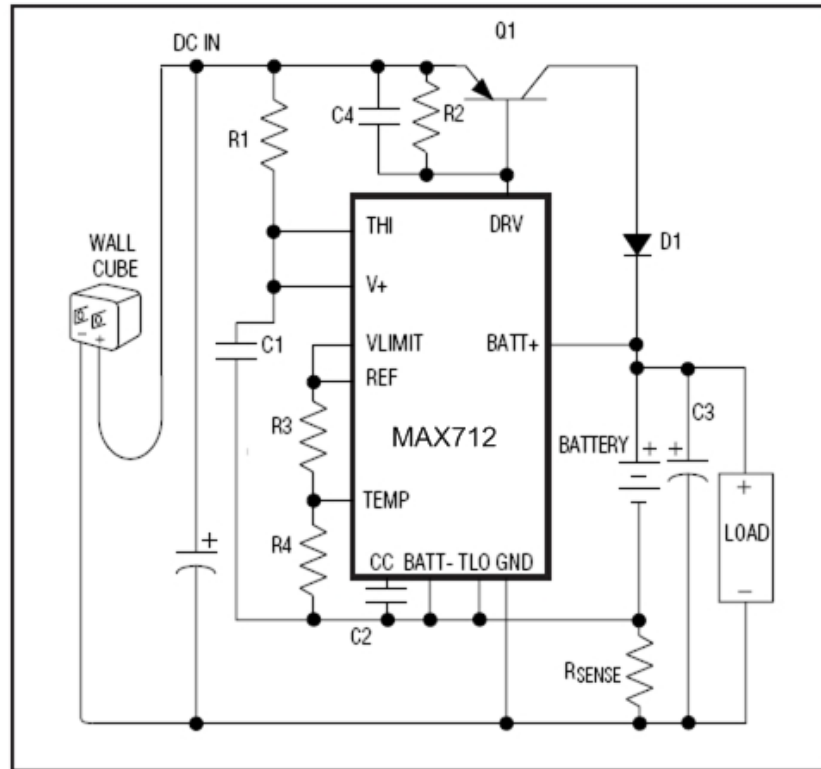 DC IN
Q1
R1
C4
R2
THI
DRV
D1
WALL
CUBE
V+
C1
VLIMIT
BATT+
REF
R3
MAX712
C3
BATTERY
+
+
TEMP
+
LOAD
R4
+
CC BATT- TLO GND
C2
−
RSENSE
− +